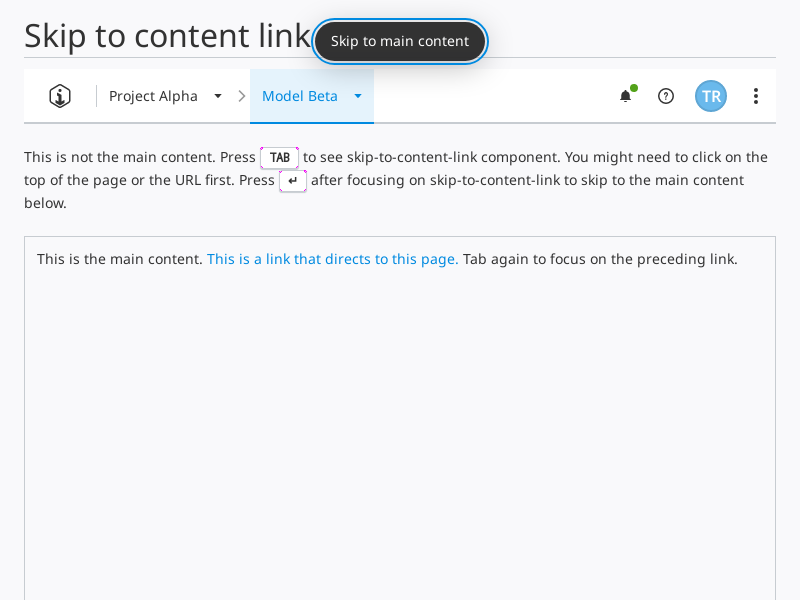 Skip to content link
Skip to main content
Project Alpha
Model Beta
TR
This is not the main content. Press TAB to see skip-to-content-link component. You might need to click on the
top of the page or the URL first. Press ↵ after focusing on skip-to-content-link to skip to the main content
below.
This is the main content. This is a link that directs to this page. Tab again to focus on the preceding link.